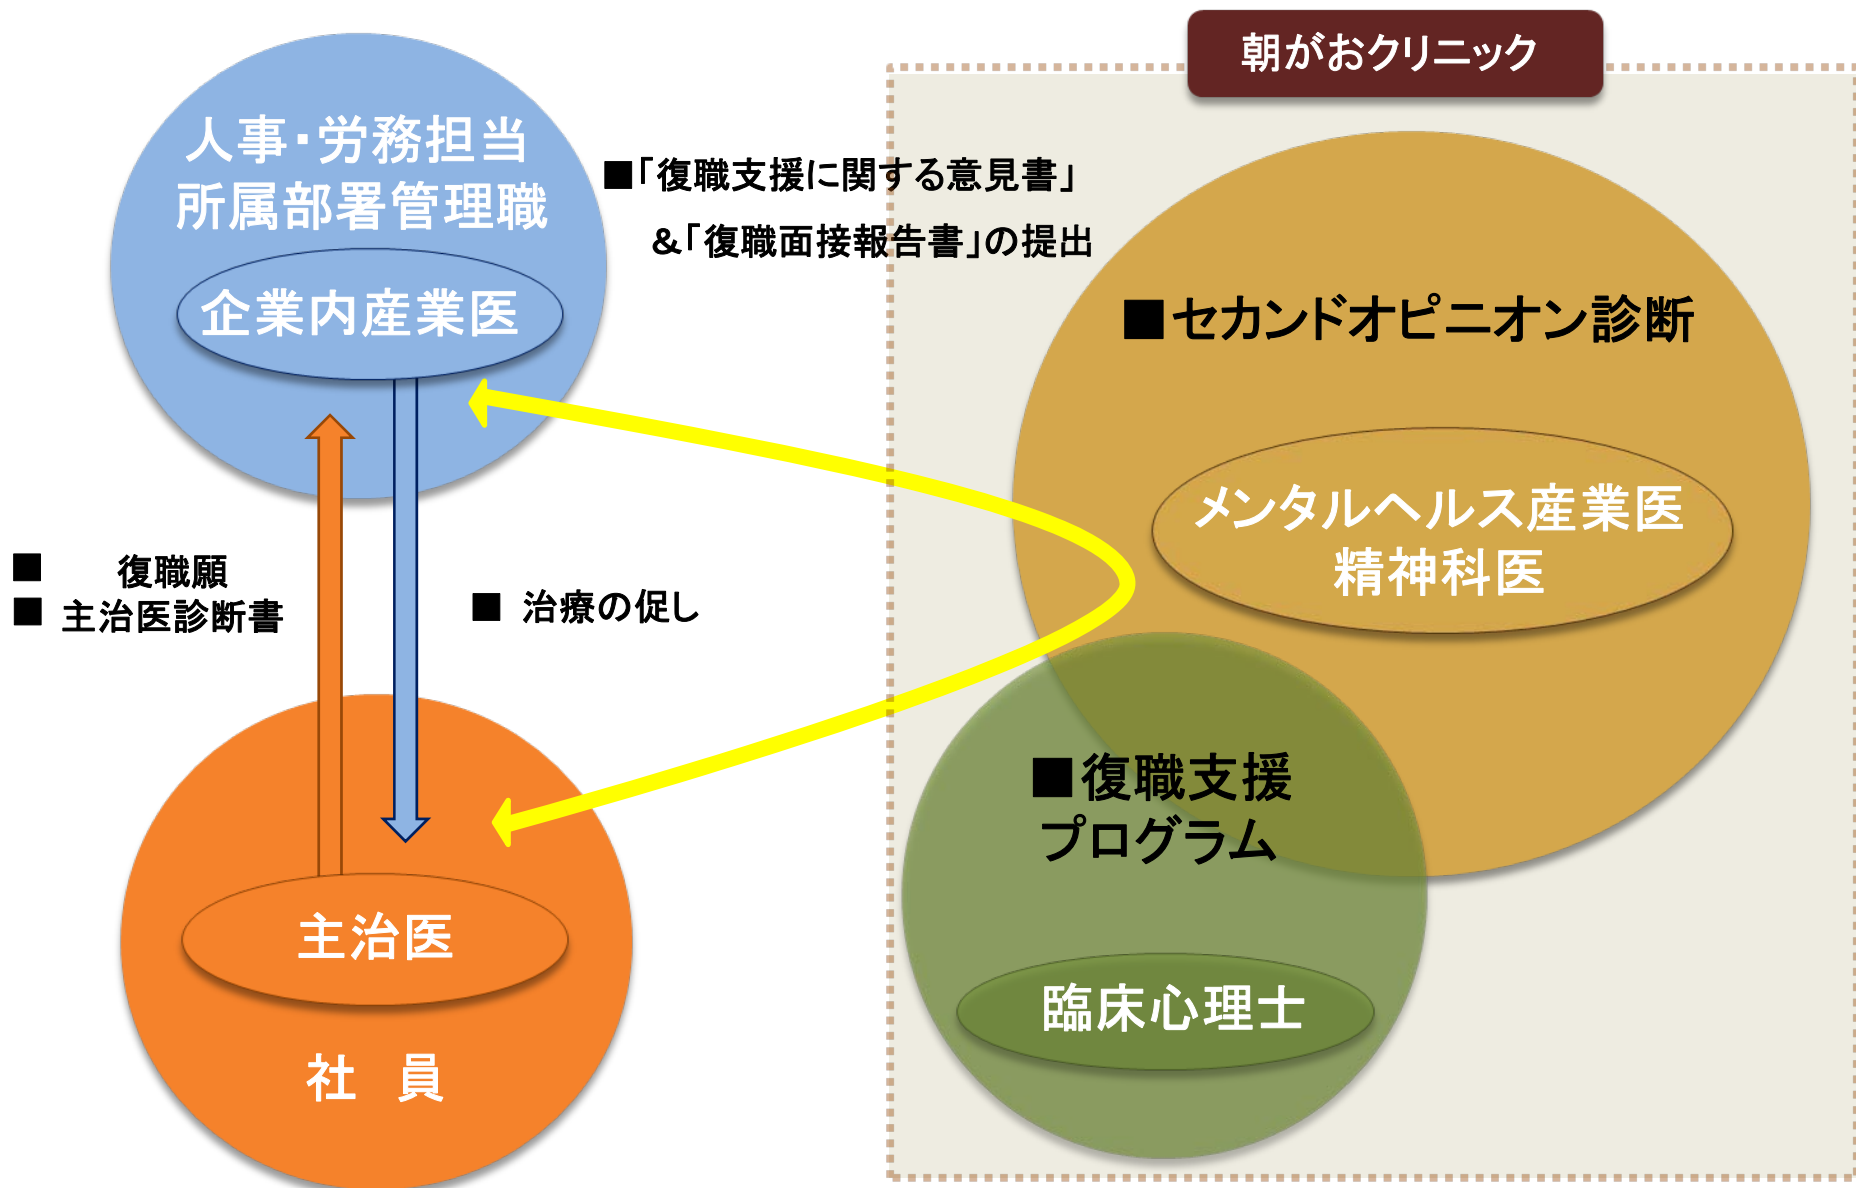 朝がおクリニック
人事・労務担当
所属部署管理職
企業内産業医
■「復職支援に関する意見書」
&「復職面接報告書」の提出
■セカンドオピニオン診断
メンタルヘルス産業医
精神科医
■ 復職願
■ 主治医診断書
■ 治療の促し
■復職支援
プログラム
主治医
臨床心理士
社　員